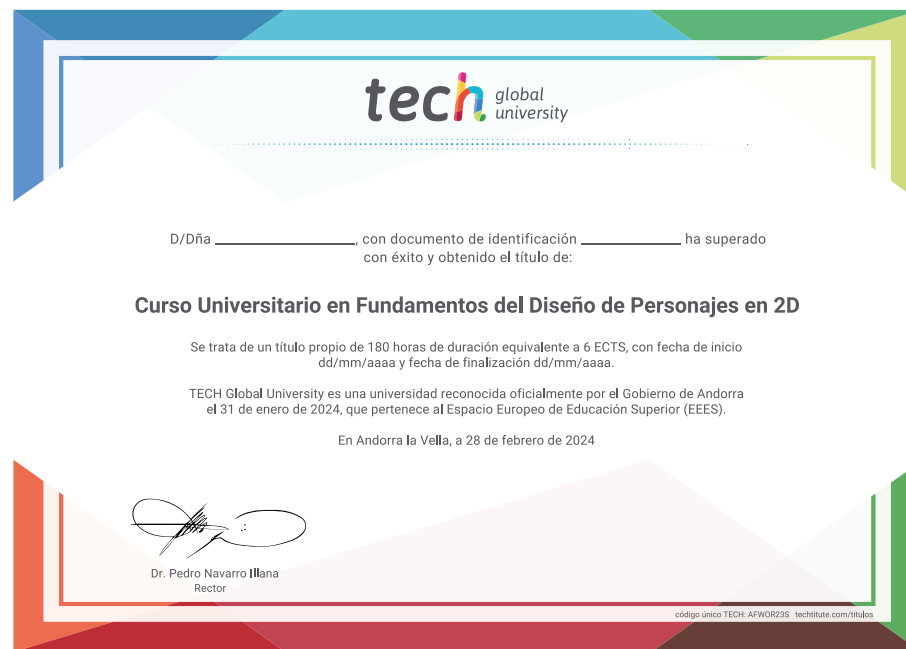 tech global
university
D/Dña ______________, con documento de identificación __________ ha superado
con éxito y obtenido el título de:
Curso Universitario en Fundamentos del Diseño de Personajes en 2D
Se trata de un título propio de 180 horas de duración equivalente a 6 ECTS, con fecha de inicio
dd/mm/aaaa y fecha de finalización dd/mm/aaaa.
TECH Global University es una universidad reconocida oficialmente por el Gobierno de Andorra
el 31 de enero de 2024, que pertenece al Espacio Europeo de Educación Superior (EEES).
En Andorra la Vella, a 28 de febrero de 2024
Dr. Pedro Navarro Illana
Rector
código único TECH: AFWOR23S techtitute.com/titulos